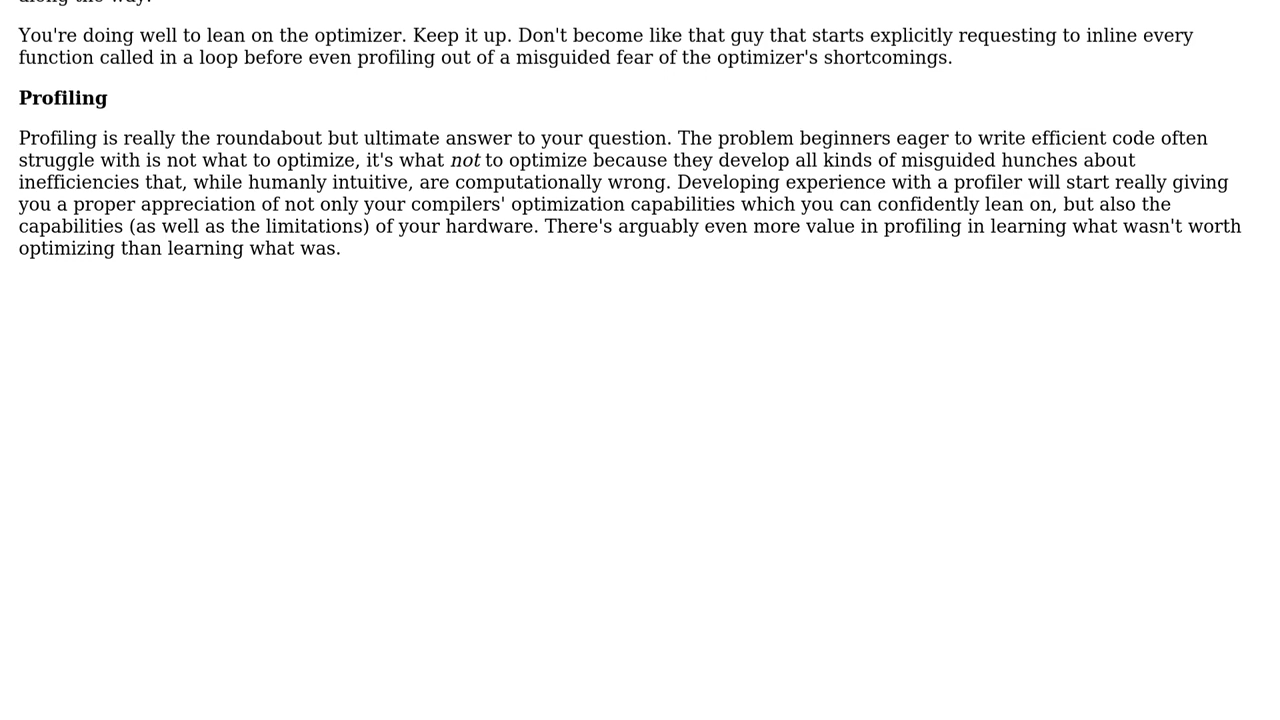 along the way.
You're doing well to lean on the optimizer. Keep it up. Don't become like that guy that starts explicitly requesting to inline every
function called in a loop before even profiling out of a misguided fear of the optimizer's shortcomings.
Profiling
Profiling is really the roundabout but ultimate answer to your question. The problem beginners eager to write efficient code often
struggle with is not what to optimize, it's what not to optimize because they develop all kinds of misguided hunches about
inefficiencies that, while humanly intuitive, are computationally wrong. Developing experience with a profiler will start really giving
you a proper appreciation of not only your compilers' optimization capabilities which you can confidently lean on, but also the
capabilities (as well as the limitations) of your hardware. There's arguably even more value in profiling in learning what wasn't worth
optimizing than learning what was.